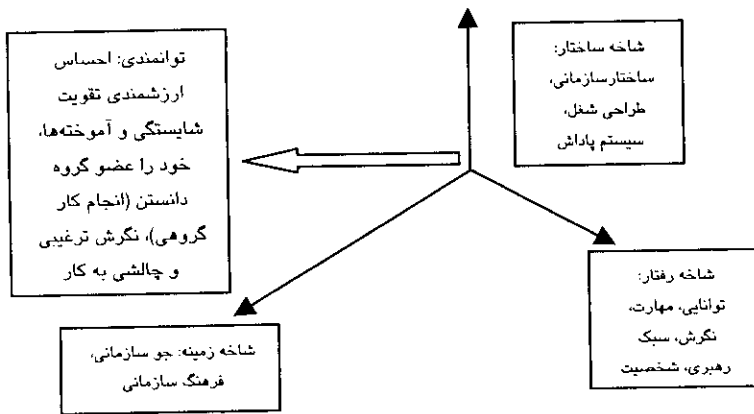 شاخه ساختار:
ساختارسازمانی،
طراحی شغل،
سیستم پاداش
توانمندی: احساس
ارزشمندی تقویت
شایستگی و آموخته‌ها،
خود را عضو گروه
دانستن (انجام کار
گروهی)، نگرش ترغیبی
و چالشی به کار
شاخه رفتار:
توانایی، مهارت،
نگرش، سبک
رهبری، شخصیت
شاخه زمینه: جو سازمانی،
فرهنگ سازمانی